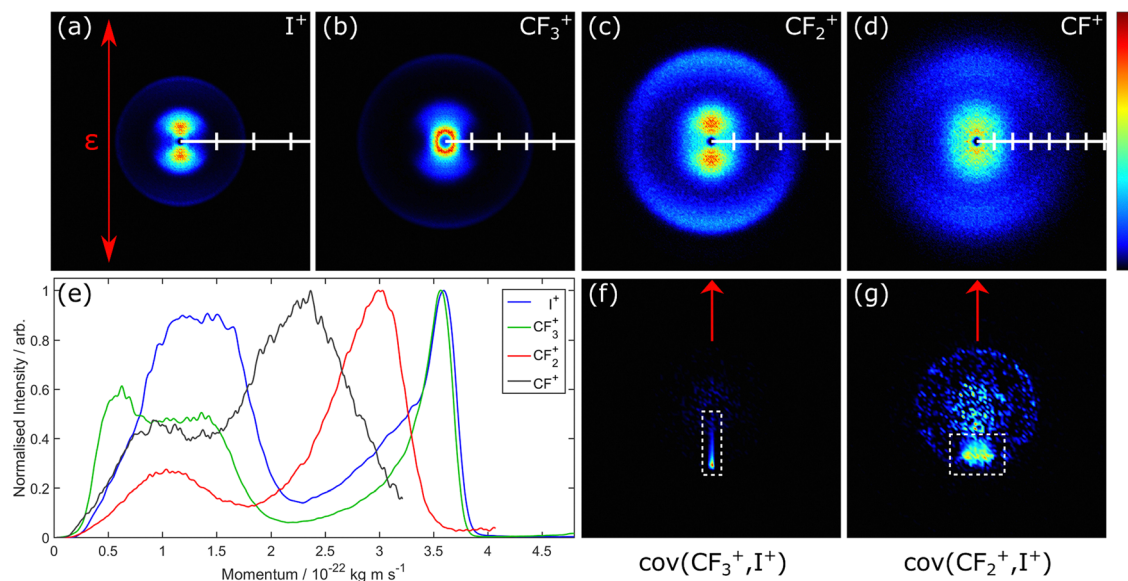 (a) I⁺
(b) CF₃⁺
(c) CF₂⁺
(d) CF⁺
ε
(e)
I⁺
CF₃⁺
CF₂⁺
CF⁺
Normalised Intensity / arb.
1
0.8
0.6
0.4
0.2
0
0 0.5 1 1.5 2 2.5 3 3.5 4 4.5
Momentum / 10⁻²² kg m s⁻¹
(f)
(g)
cov(CF₃⁺,I⁺)
cov(CF₂⁺,I⁺)